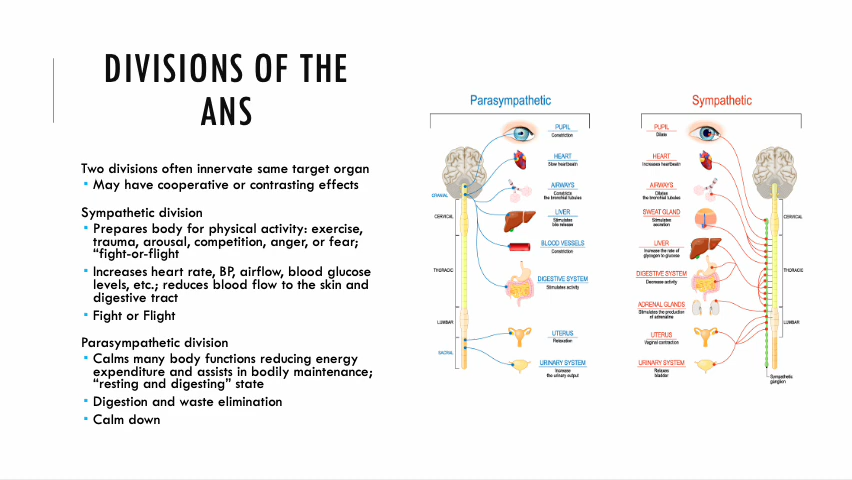 DIVISIONS OF THE
ANS
Two divisions often innervate same target organ
▪ May have cooperative or contrasting effects
Sympathetic division
▪ Prepares body for physical activity: exercise,
trauma, arousal, competition, anger, or fear;
“fight-or-flight
▪ Increases heart rate, BP, airflow, blood glucose
levels, etc.; reduces blood flow to the skin and
digestive tract
▪ Fight or Flight
Parasympathetic division
▪ Calms many body functions reducing energy
expenditure and assists in bodily maintenance;
“resting and digesting” state
▪ Digestion and waste elimination
▪ Calm down
Parasympathetic
PUPIL
Constriction
HEART
Slow heartbeat
AIRWAYS
Constricts
the bronchial tubules
LIVER
Stimulates
bile release
BLOOD VESSELS
Constriction
DIGESTIVE SYSTEM
Stimulates activity
UTERUS
Relaxation
URINARY SYSTEM
Increase
the urinary output
CRANIAL
CERVICAL
THORACIC
LUMBAR
SACRAL
Sympathetic
PUPIL
Dilates
HEART
Increases heartbeat
AIRWAYS
Dilates
the bronchial tubules
SWEAT GLAND
Stimulates
secretion
LIVER
Increase the rate of
glycogen to glucose
DIGESTIVE SYSTEM
Decrease activity
ADRENAL GLANDS
Stimulates the production
of adrenaline
UTERUS
Vaginal contraction
URINARY SYSTEM
Relaxes
bladder
CERVICAL
THORACIC
LUMBAR
Sympathetic
ganglion